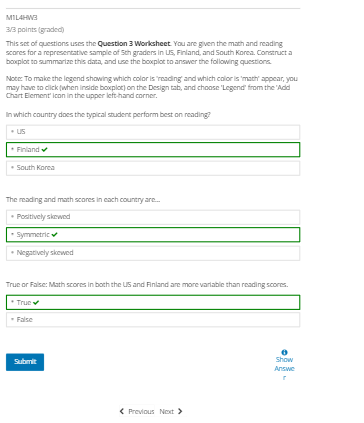 M1L4HW3
3/3 points (graded)
This set of questions uses the Question 3 Worksheet. You are given the math and reading
scores for a representative sample of 5th graders in US, Finland, and South Korea. Construct a
boxplot to summarize this data, and use the boxplot to answer the following questions.
Note: To make the legend showing which color is 'reading' and which color is 'math' appear, you
may have to click (when inside boxplot) on the Design tab, and choose 'Legend' from the 'Add
Chart Element' icon in the upper left-hand corner.
In which country does the typical student perform best on reading?
US
Finland
South Korea
The reading and math scores in each country are...
Positively skewed
Symmetric
Negatively skewed
True or False: Math scores in both the US and Finland are more variable than reading scores.
True
False
Submit
Show
Answe
r
Previous Next